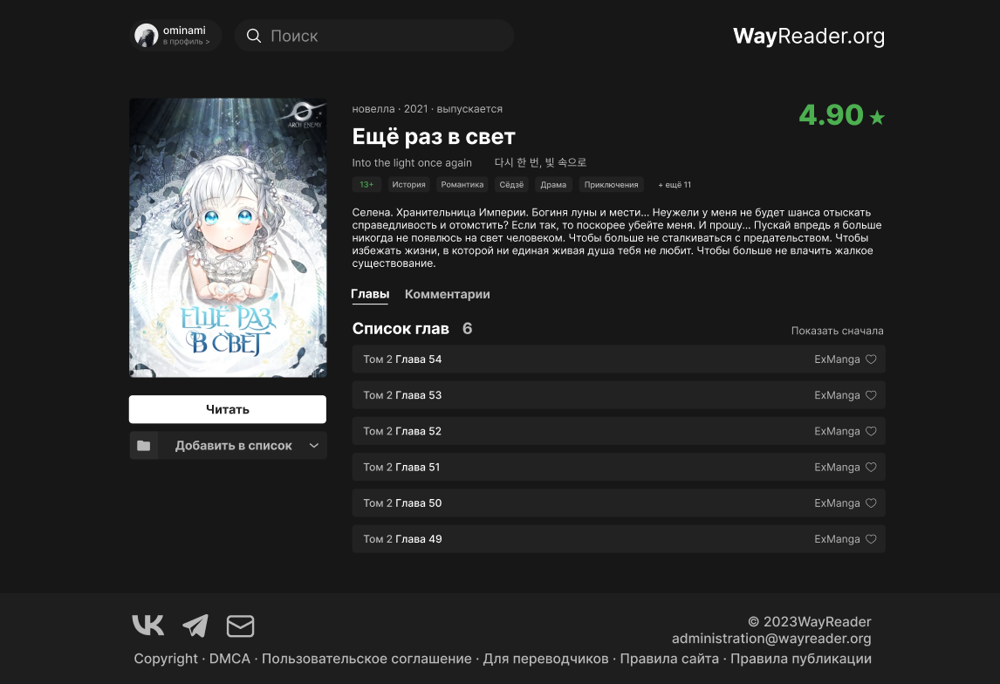 ominami
в профиль >
Поиск
WayReader.org
ARCH ENEMY
ЕЩЁ РАЗ
В СВЕТ
Читать
Добавить в список
новелла · 2021 · выпускается
4.90
Ещё раз в свет
Into the light once again 다시 한 번, 빛 속으로
13+ История Романтика Сёдзё Драма Приключения + ещё 11
Селена. Хранительница Империи. Богиня луны и мести... Неужели у меня не будет шанса отыскать
справедливость и отомстить? Если так, то поскорее убейте меня. И прошу... Пускай впредь я больше
никогда не появлюсь на свет человеком. Чтобы больше не сталкиваться с предательством. Чтобы
избежать жизни, в которой ни единая живая душа тебя не любит. Чтобы больше не влачить жалкое
существование.
Главы Комментарии
Список глав 6
Показать сначала
Том 2 Глава 54 ExManga
Том 2 Глава 53 ExManga
Том 2 Глава 52 ExManga
Том 2 Глава 51 ExManga
Том 2 Глава 50 ExManga
Том 2 Глава 49 ExManga
© 2023WayReader
administration@wayreader.org
Copyright · DMCA · Пользовательское соглашение · Для переводчиков · Правила сайта · Правила публикации